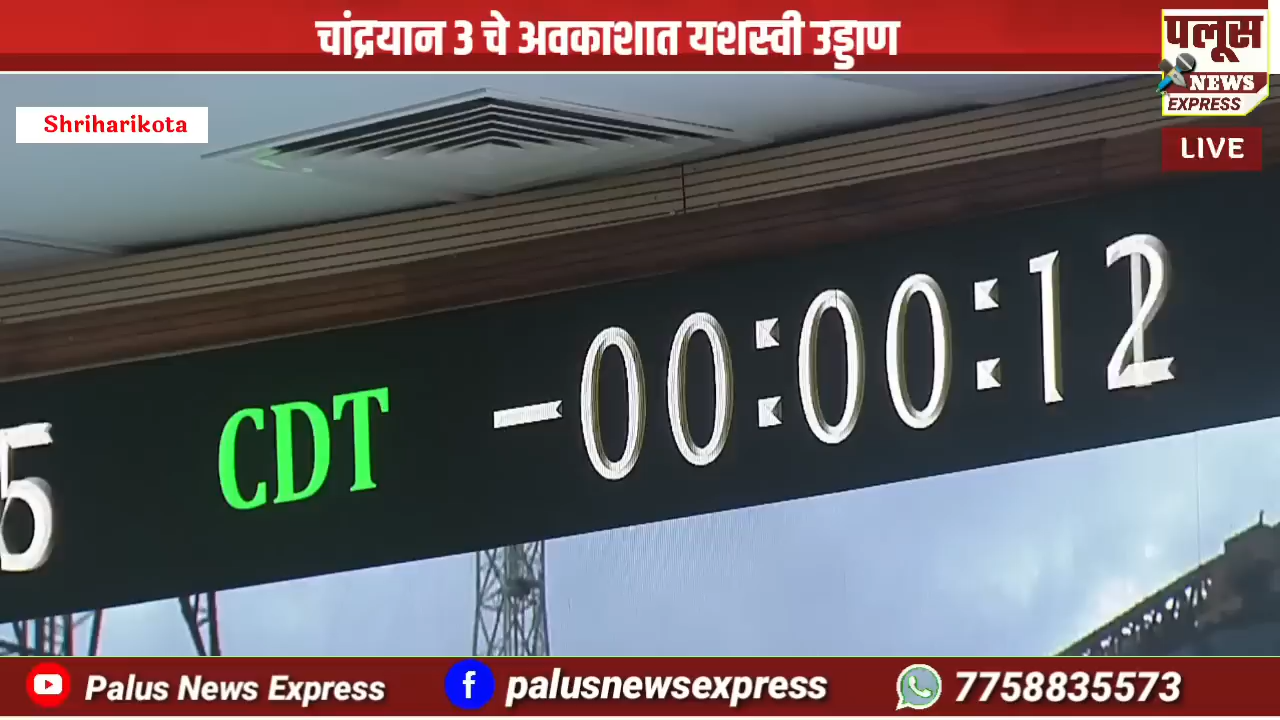 चांद्रयान 3 चे अवकाशात यशस्वी उड्डाण
पलूस
NEWS
EXPRESS
Shriharikota
LIVE
5 CDT -00:00:12
Palus News Express palusnewsexpress 7758835573